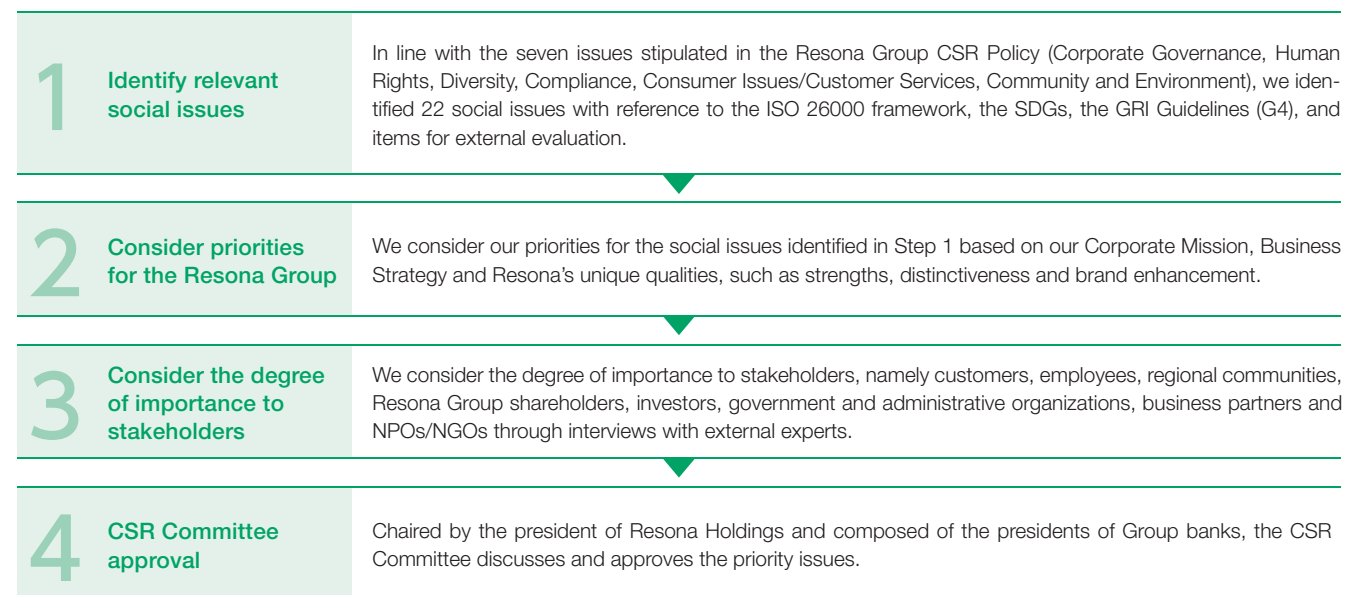 1
Identify relevant
social issues
In line with the seven issues stipulated in the Resona Group CSR Policy (Corporate Governance, Human
Rights, Diversity, Compliance, Consumer Issues/Customer Services, Community and Environment), we iden-
tified 22 social issues with reference to the ISO 26000 framework, the SDGs, the GRI Guidelines (G4), and
items for external evaluation.
2
Consider priorities
for the Resona Group
We consider our priorities for the social issues identified in Step 1 based on our Corporate Mission, Business
Strategy and Resona's unique qualities, such as strengths, distinctiveness and brand enhancement.
3
Consider the degree
of importance to
stakeholders
We consider the degree of importance to stakeholders, namely customers, employees, regional communities,
Resona Group shareholders, investors, government and administrative organizations, business partners and
NPOs/NGOs through interviews with external experts.
4
CSR Committee
approval
Chaired by the president of Resona Holdings and composed of the presidents of Group banks, the CSR
Committee discusses and approves the priority issues.